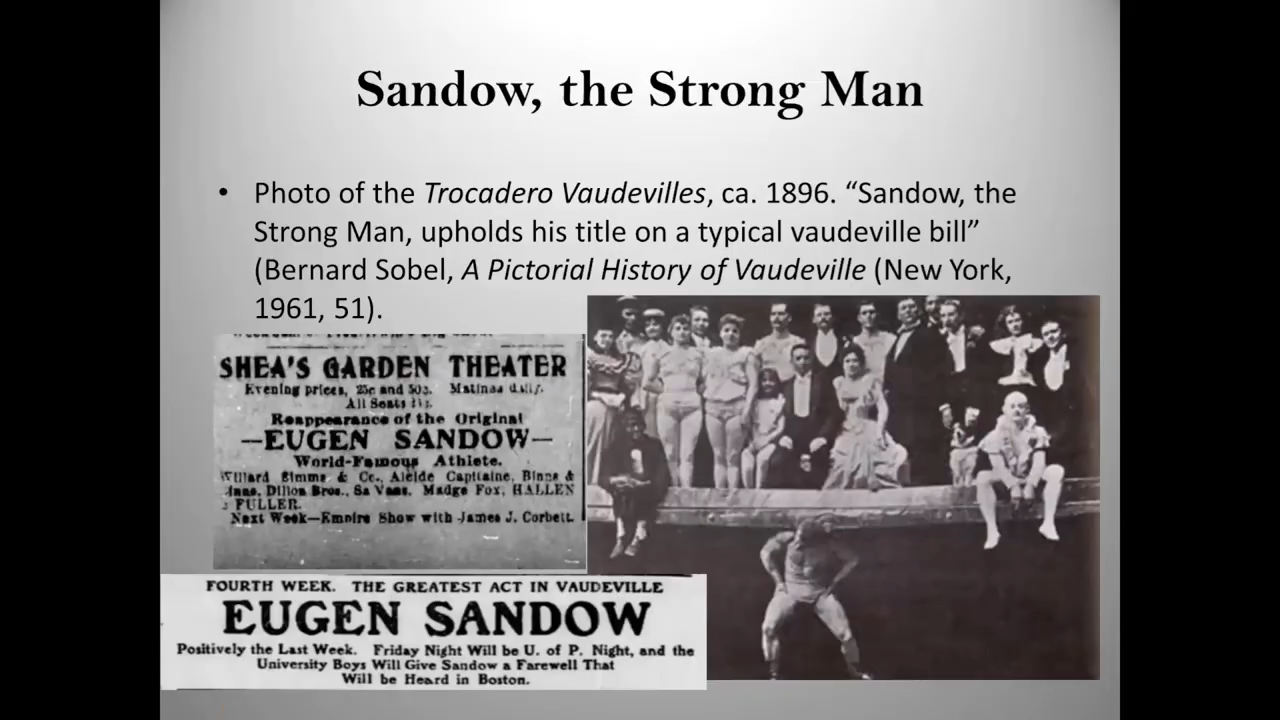 Sandow, the Strong Man
• Photo of the Trocadero Vaudevilles, ca. 1896. “Sandow, the
Strong Man, upholds his title on a typical vaudeville bill”
(Bernard Sobel, A Pictorial History of Vaudeville (New York,
1961, 51).
SHEA'S GARDEN THEATER
Evening prices, 25c and 50c. Matinee daily.
All Seats
Reappearance of the Original
—EUGEN SANDOW—
World-Famous Athlete.
Willard Simms & Co., Alcide Capitaine, Binns &
Dillon Bros., Madge Fox, HALLEN
FULLER.
Next Week—Empire Show with James J. Corbett.
FOURTH WEEK. THE GREATEST ACT IN VAUDEVILLE
EUGEN SANDOW
Positively the Last Week. Friday Night Will be U. of P. Night, and the
University Boys Will Give Sandow a Farewell That
Will be Heard in Boston.